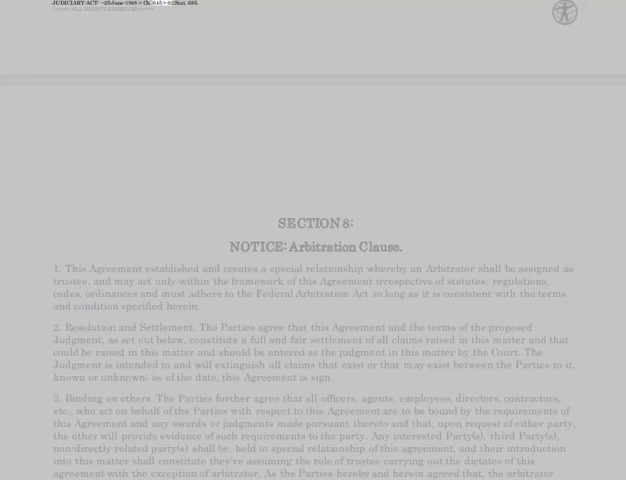 JUDICIARY ACT: ~25-June-1948 = Ch. 645 > 62 Stat. 685.
SECTION 8:
NOTICE: Arbitration Clause.
1. This Agreement established and creates a special relationship whereby an Arbitrator shall be assigned as
trustee, and may act only within the framework of this Agreement irrespective of statutes, regulations,
codes, ordinances and must adhere to the Federal Arbitration Act so long as it is consistent with the terms
and condition specified herein.
2. Resolution and Settlement. The Parties agree that this Agreement and the terms of the proposed
Judgment, as set out below, constitute a full and fair settlement of all claims raised in this matter and that
could be raised in this matter and should be entered as the judgment in this matter by the Court. The
Judgment is intended to and will extinguish all claims that exist or that may exist between the Parties to it,
known or unknown; as of the date, this Agreement is sign.
3. Binding on others. The Parties further agree that all officers, agents, employees, directors, contractors,
etc., who act on behalf of the Parties with respect to this Agreement are to be bound by the requirements of
this Agreement and any awards or judgments made pursuant thereto and that, upon request of either party,
the other will provide evidence of such requirements to the party. Any interested Party(s), third Party(s),
non-directly related party(s) shall be, held in special relationship of this agreement, and their introduction
into this matter shall constitute they're assuming the role of trustee carrying out the dictates of this
agreement with the exception of arbitrator. As the Parties hereby and herein agreed that, the arbitrator